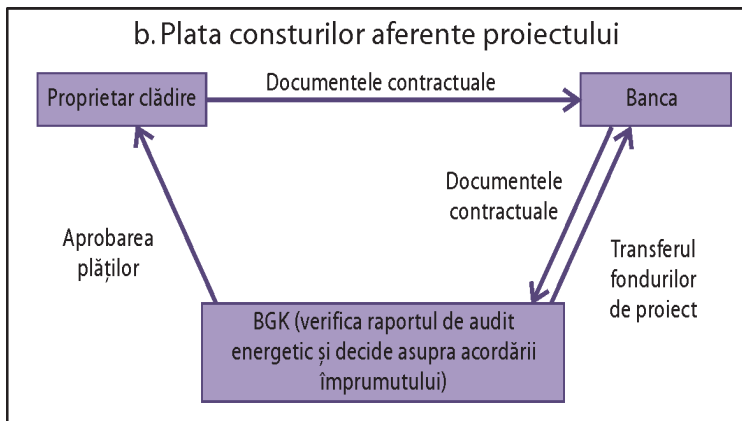 b. Plata consturilor aferente proiectului
Proprietar clădire
Documentele contractuale
Banca
Documentele
contractuale
Aprobarea
plăților
Transferul
fondurilor
de proiect
BGK (verifica raportul de audit
energetic și decide asupra acordării
împrumutului)